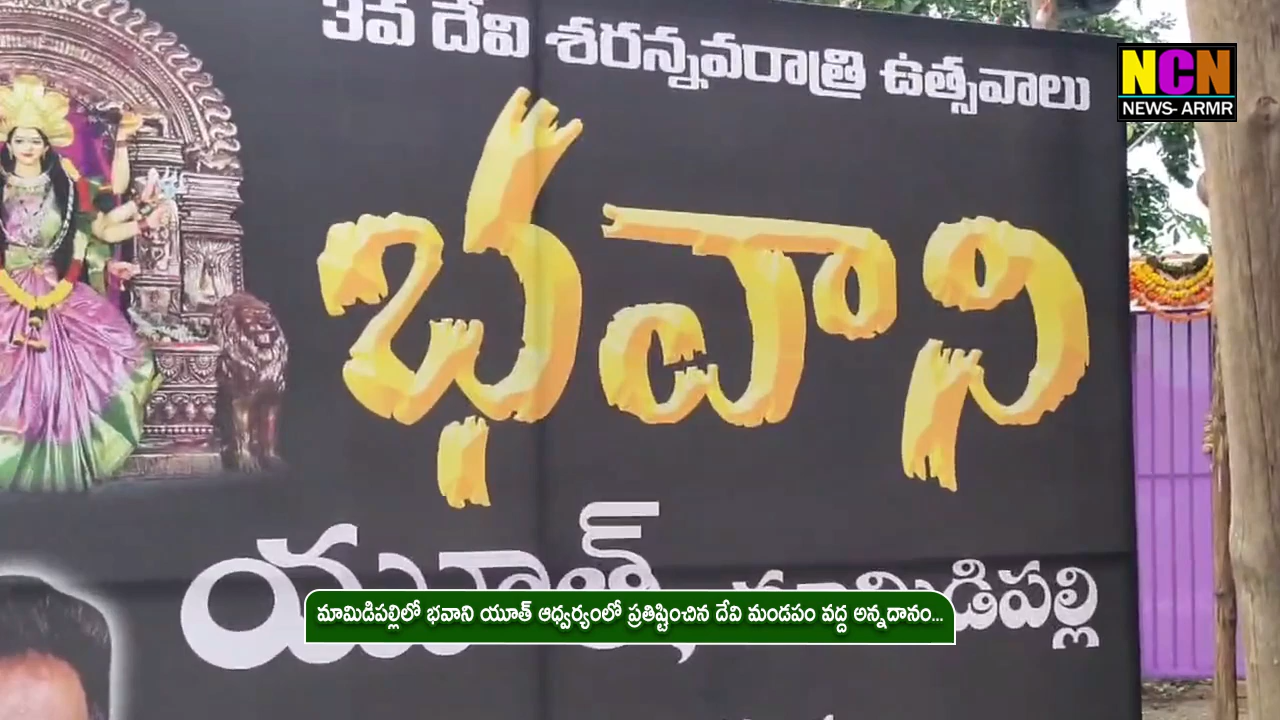 3వ దేవి శరన్నవరాత్రి ఉత్సవాలు
NCN
NEWS- ARMR
భవాని
యూత్, మామిడిపల్లి
మామిడిపల్లిలో భవాని యూత్ ఆధ్వర్యంలో ప్రతిష్టించిన దేవి మండపం వద్ద అన్నదానం...